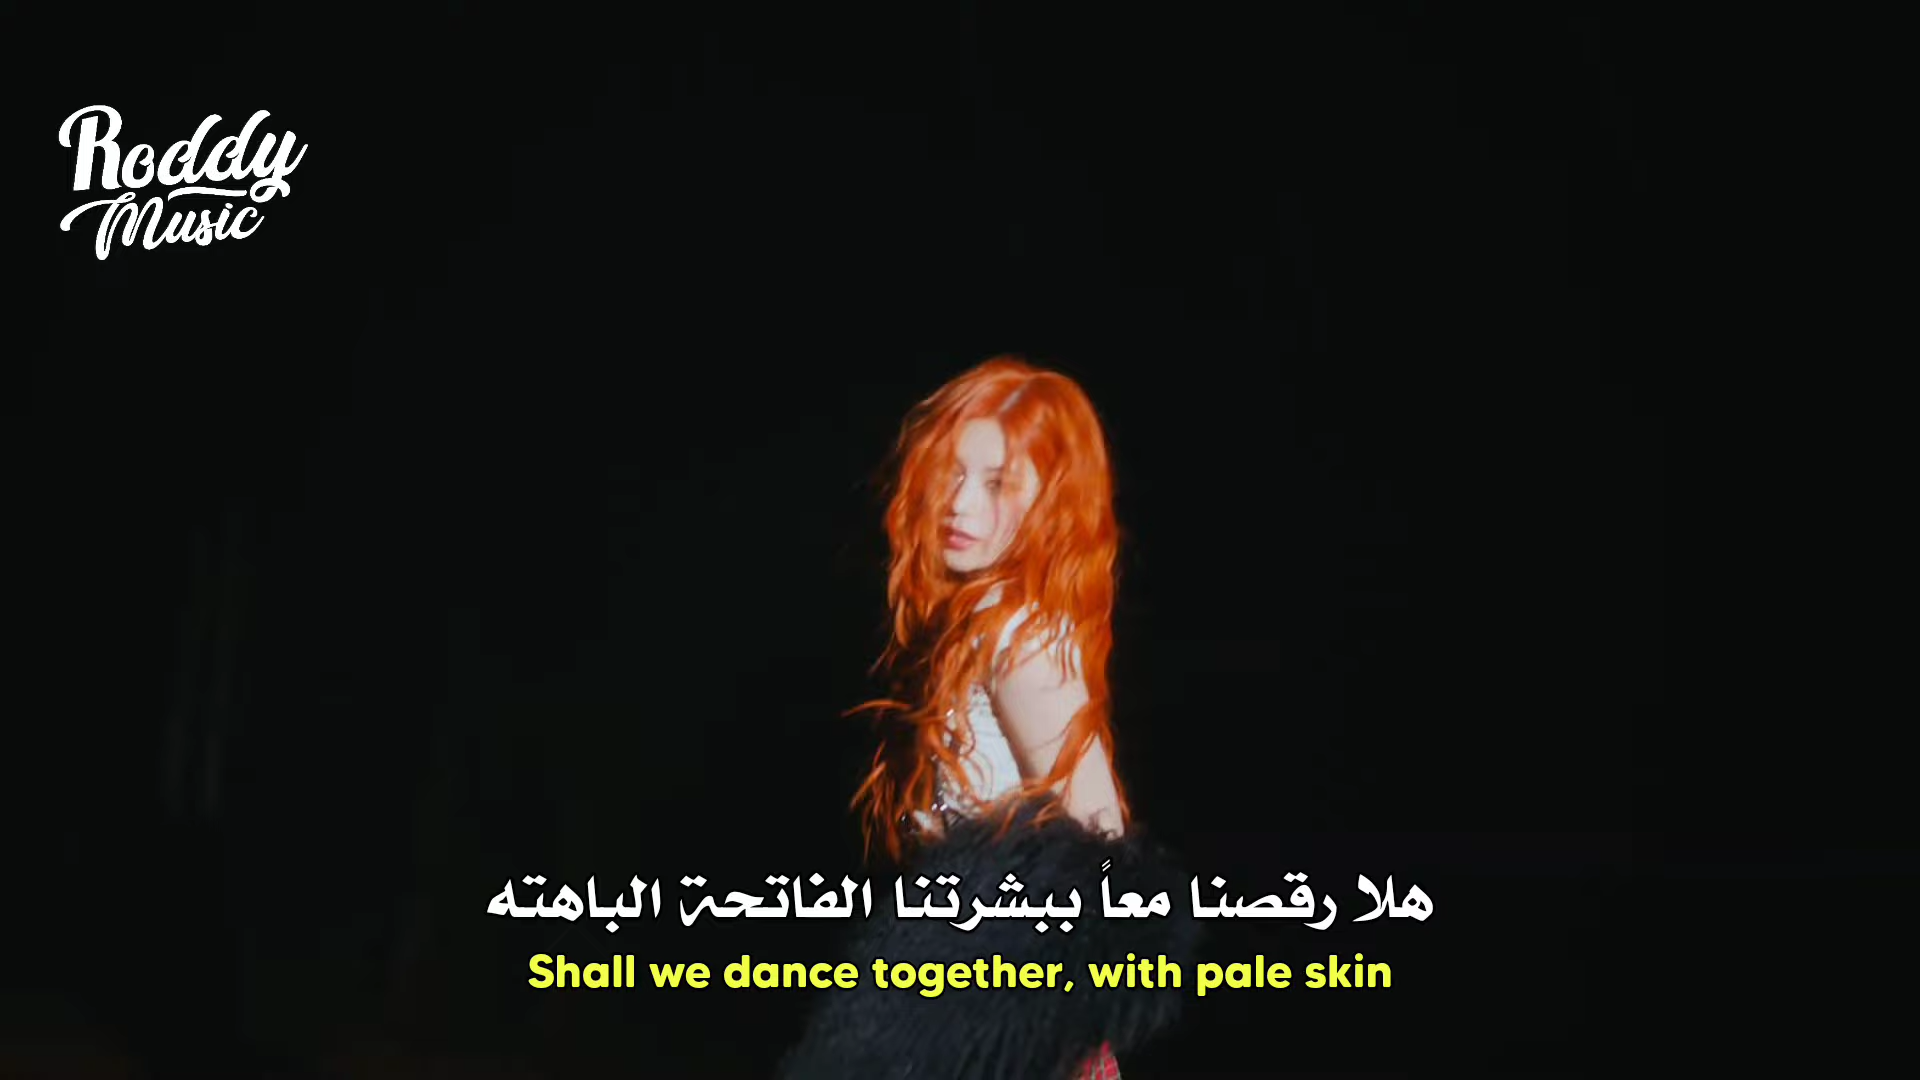 Roddy
Music
هلا رقصنا معاً ببشرتنا الفاتحة الباهته
Shall we dance together, with pale skin